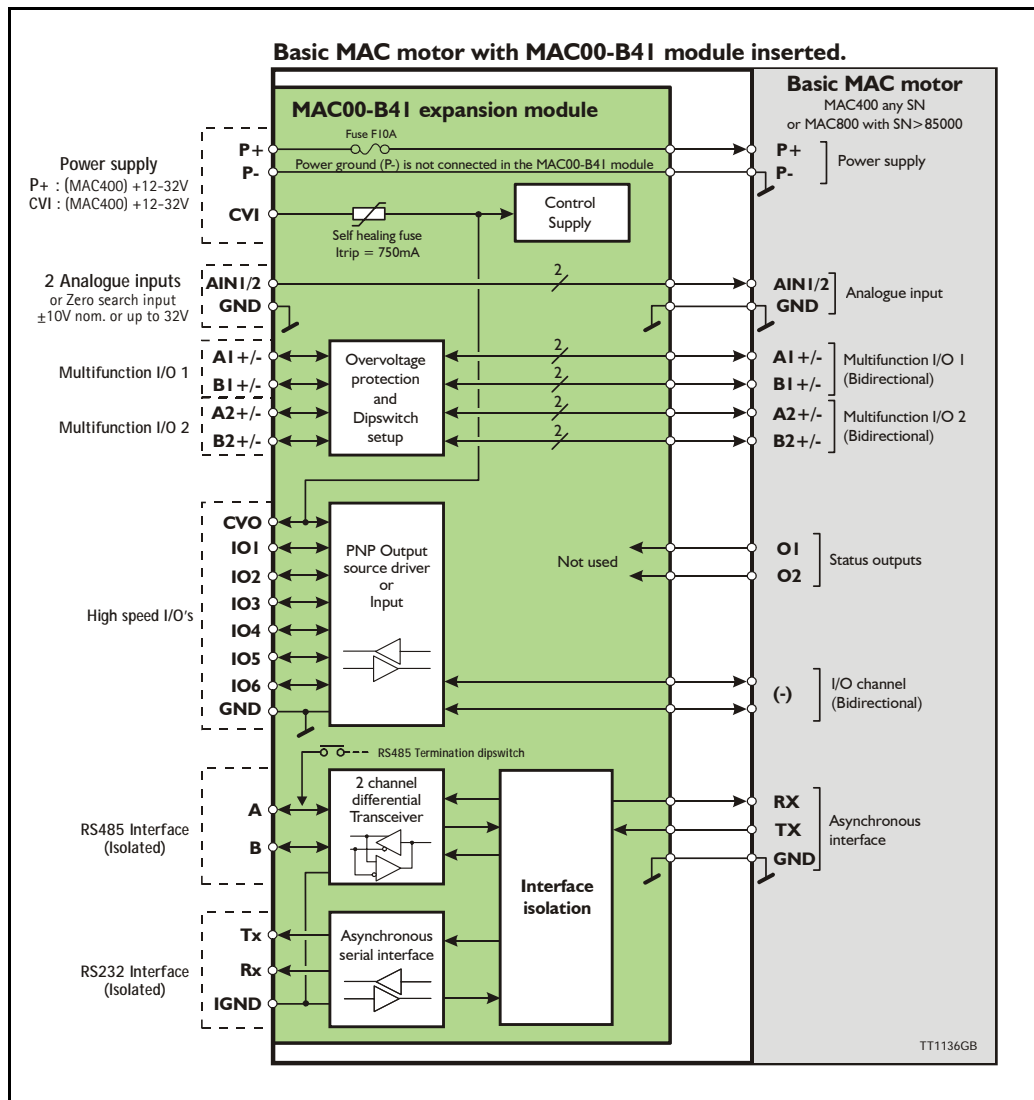 Basic MAC motor with MAC00-B41 module inserted.
MAC00-B41 expansion module
Basic MAC motor
MAC400 any SN
or MAC800 with SN>85000
Power supply
P+ : (MAC400) +12-32V
CVI : (MAC400) +12-32V
P+
P-
CVI
Fuse F10A
Power ground (P-) is not connected in the MAC00-B41 module
Self healing fuse
Itrip = 750mA
Control
Supply
P+
P-
Power supply
2 Analogue inputs
or Zero search input
±10V nom. or up to 32V
AIN1/2
GND
2
AIN1/2
GND
Analogue input
Multifunction I/O 1
A1+/-
B1+/-
Multifunction I/O 2
A2+/-
B2+/-
Overvoltage
protection
and
Dipswitch
setup
2
2
2
2
A1+/-
B1+/-
Multifunction I/O 1
(Bidirectional)
A2+/-
B2+/-
Multifunction I/O 2
(Bidirectional)
High speed I/O's
CVO
IO1
IO2
IO3
IO4
IO5
IO6
GND
PNP Output
source driver
or
Input
Not used
O1
O2
Status outputs
(-)
I/O channel
(Bidirectional)
RS485 Termination dipswitch
RS485 Interface
(Isolated)
A
B
2 channel
differential
Transceiver
Interface
isolation
RX
TX
GND
Asynchronous
interface
RS232 Interface
(Isolated)
Tx
Rx
IGND
Asynchronous
serial interface
TT1136GB